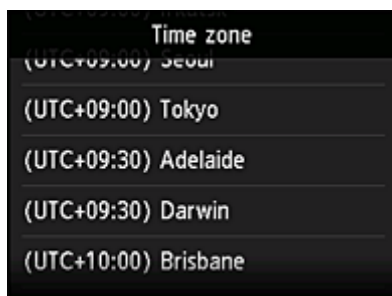 Time zone
(UTC+09:00) Seoul
(UTC+09:00) Tokyo
(UTC+09:30) Adelaide
(UTC+09:30) Darwin
(UTC+10:00) Brisbane